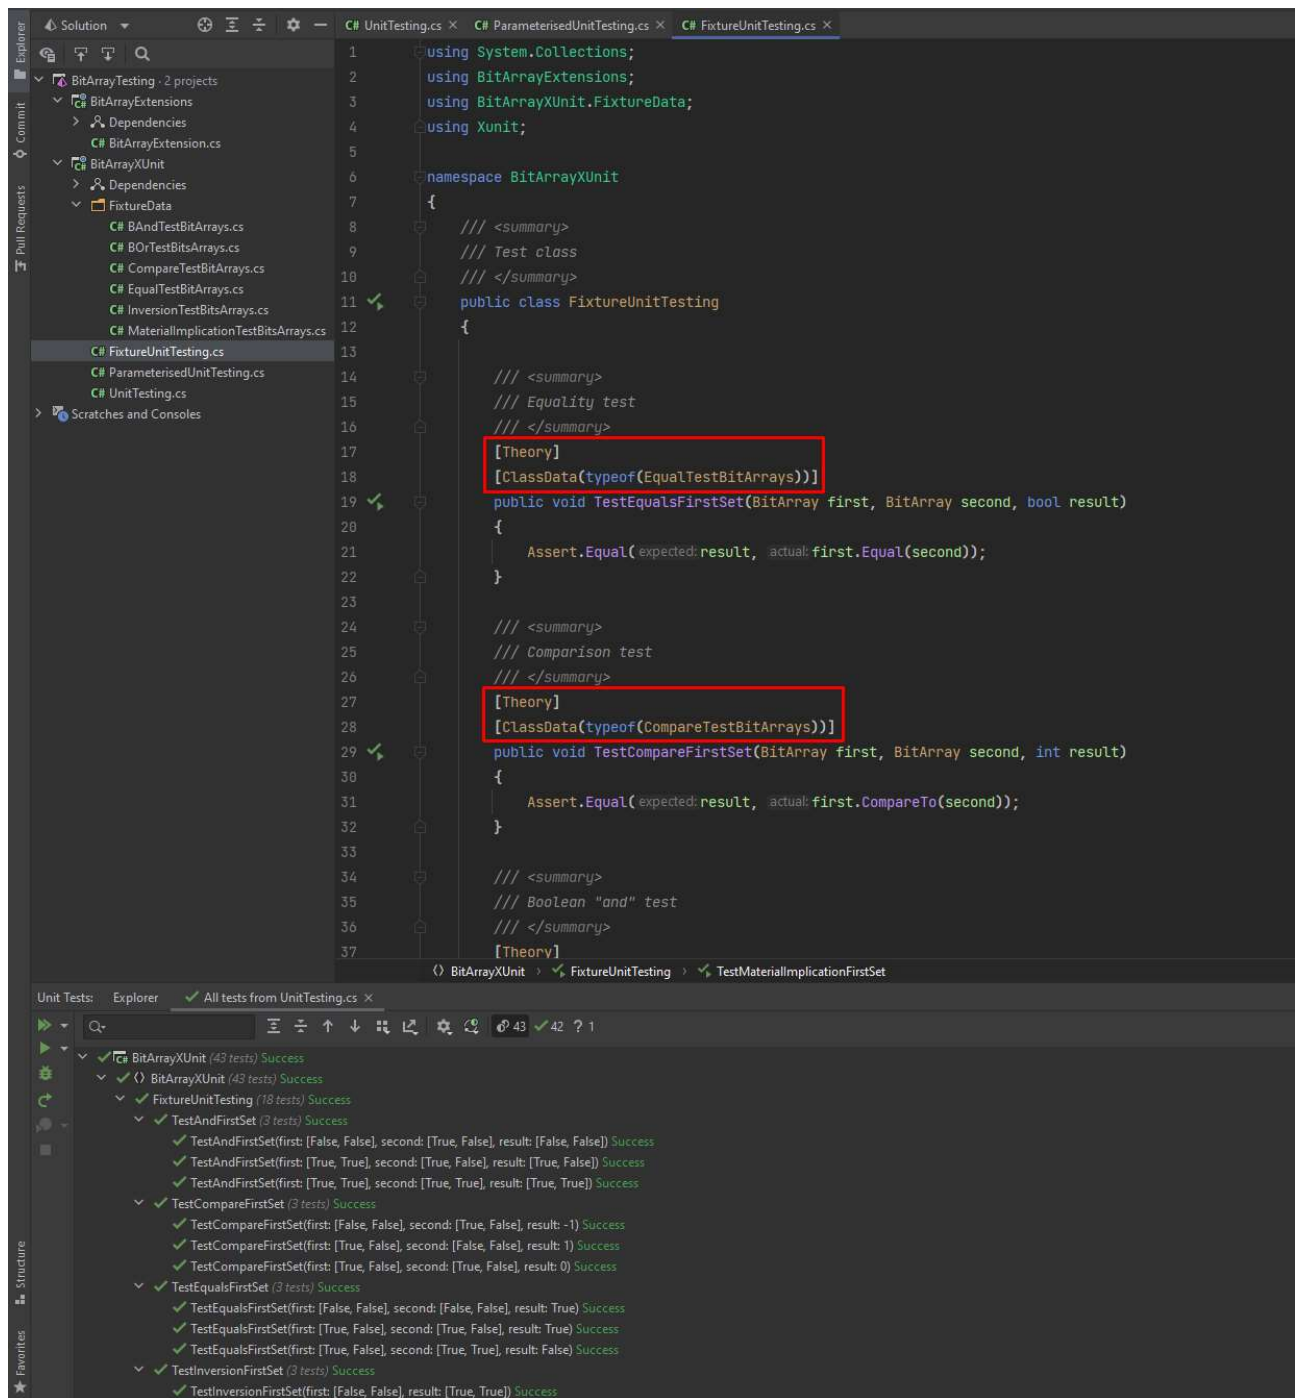 Solution
C# UnitTesting.cs × C# ParameterisedUnitTesting.cs × C# FixtureUnitTesting.cs ×
Explorer
Commit
Pull Requests
BitArrayTesting · 2 projects
C# BitArrayExtensions
Dependencies
C# BitArrayExtension.cs
C# BitArrayXUnit
Dependencies
FixtureData
C# BAndTestBitArrays.cs
C# BOrTestBitsArrays.cs
C# CompareTestBitArrays.cs
C# EqualTestBitArrays.cs
C# InversionTestBitsArrays.cs
C# MaterialImplicationTestBitsArrays.cs
C# FixtureUnitTesting.cs
C# ParameterisedUnitTesting.cs
C# UnitTesting.cs
Scratches and Consoles
1 using System.Collections;
2 using BitArrayExtensions;
3 using BitArrayXUnit.FixtureData;
4 using Xunit;
5
6 namespace BitArrayXUnit
7 {
8 /// <summary>
9 /// Test class
10 /// </summary>
11 public class FixtureUnitTesting
12 {
13
14 /// <summary>
15 /// Equality test
16 /// </summary>
17 [Theory]
18 [ClassData(typeof(EqualTestBitArrays))]
19 public void TestEqualsFirstSet(BitArray first, BitArray second, bool result)
20 {
21 Assert.Equal( expected: result, actual: first.Equal(second));
22 }
23
24 /// <summary>
25 /// Comparison test
26 /// </summary>
27 [Theory]
28 [ClassData(typeof(CompareTestBitArrays))]
29 public void TestCompareFirstSet(BitArray first, BitArray second, int result)
30 {
31 Assert.Equal( expected: result, actual: first.CompareTo(second));
32 }
33
34 /// <summary>
35 /// Boolean "and" test
36 /// </summary>
37 [Theory]
BitArrayXUnit › FixtureUnitTesting › TestMaterialImplicationFirstSet
Unit Tests: Explorer All tests from UnitTesting.cs ×
43 42 ? 1
C# BitArrayXUnit (43 tests) Success
BitArrayXUnit (43 tests) Success
FixtureUnitTesting (18 tests) Success
TestAndFirstSet (3 tests) Success
TestAndFirstSet(first: [False, False], second: [True, False], result: [False, False]) Success
TestAndFirstSet(first: [True, True], second: [True, False], result: [True, False]) Success
TestAndFirstSet(first: [True, True], second: [True, True], result: [True, True]) Success
TestCompareFirstSet (3 tests) Success
TestCompareFirstSet(first: [False, False], second: [True, False], result: -1) Success
TestCompareFirstSet(first: [True, False], second: [False, False], result: 1) Success
TestCompareFirstSet(first: [True, False], second: [True, False], result: 0) Success
TestEqualsFirstSet (3 tests) Success
TestEqualsFirstSet(first: [False, False], second: [False, False], result: True) Success
TestEqualsFirstSet(first: [True, False], second: [True, False], result: True) Success
TestEqualsFirstSet(first: [True, False], second: [True, True], result: False) Success
TestInversionFirstSet (3 tests) Success
TestInversionFirstSet(first: [False, False], result: [True, True]) Success
Structure
Favorites